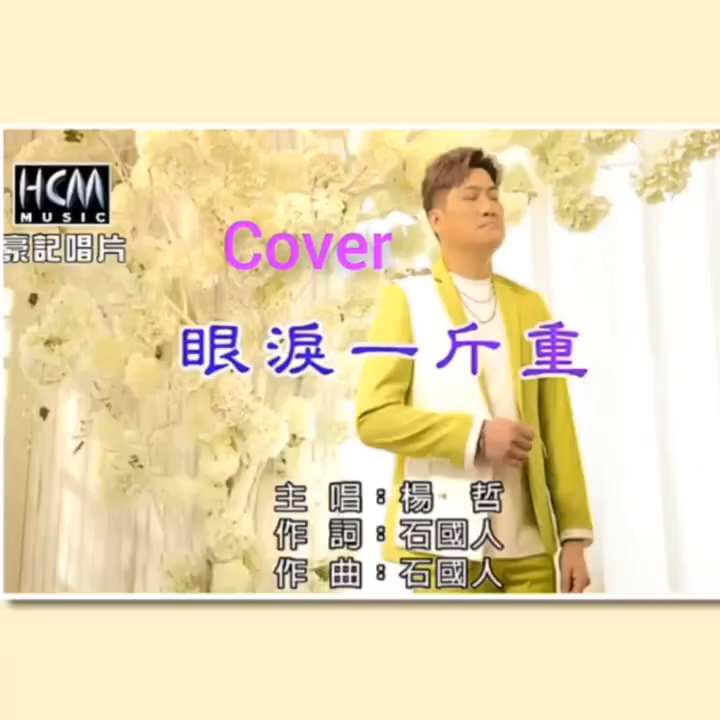 HCM
MUSIC
豪記唱片
Cover
眼淚一斤重
主 唱：楊 哲
作 詞：石國人
作 曲：石國人